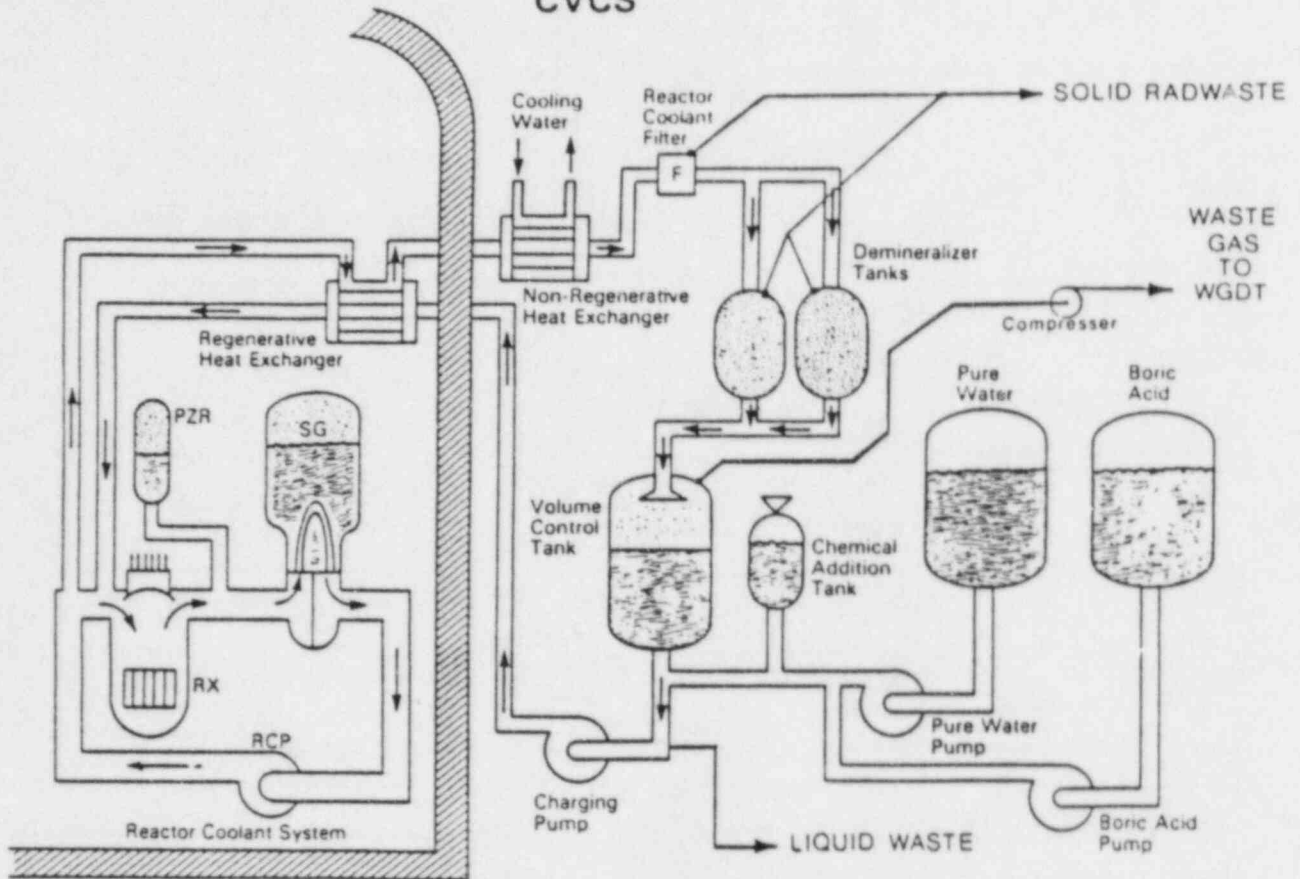 CVCS
Cooling
Water
Reactor
Coolant
Filter
F
SOLID RADWASTE
WASTE
GAS
TO
WGDT
Compresser
Demineralizer
Tanks
Non-Regenerative
Heat Exchanger
Regenerative
Heat Exchanger
Pure
Water
Boric
Acid
PZR
SG
Volume
Control
Tank
Chemical
Addition
Tank
RX
RCP
Pure Water
Pump
Charging
Pump
Boric Acid
Pump
Reactor Coolant System
LIQUID WASTE